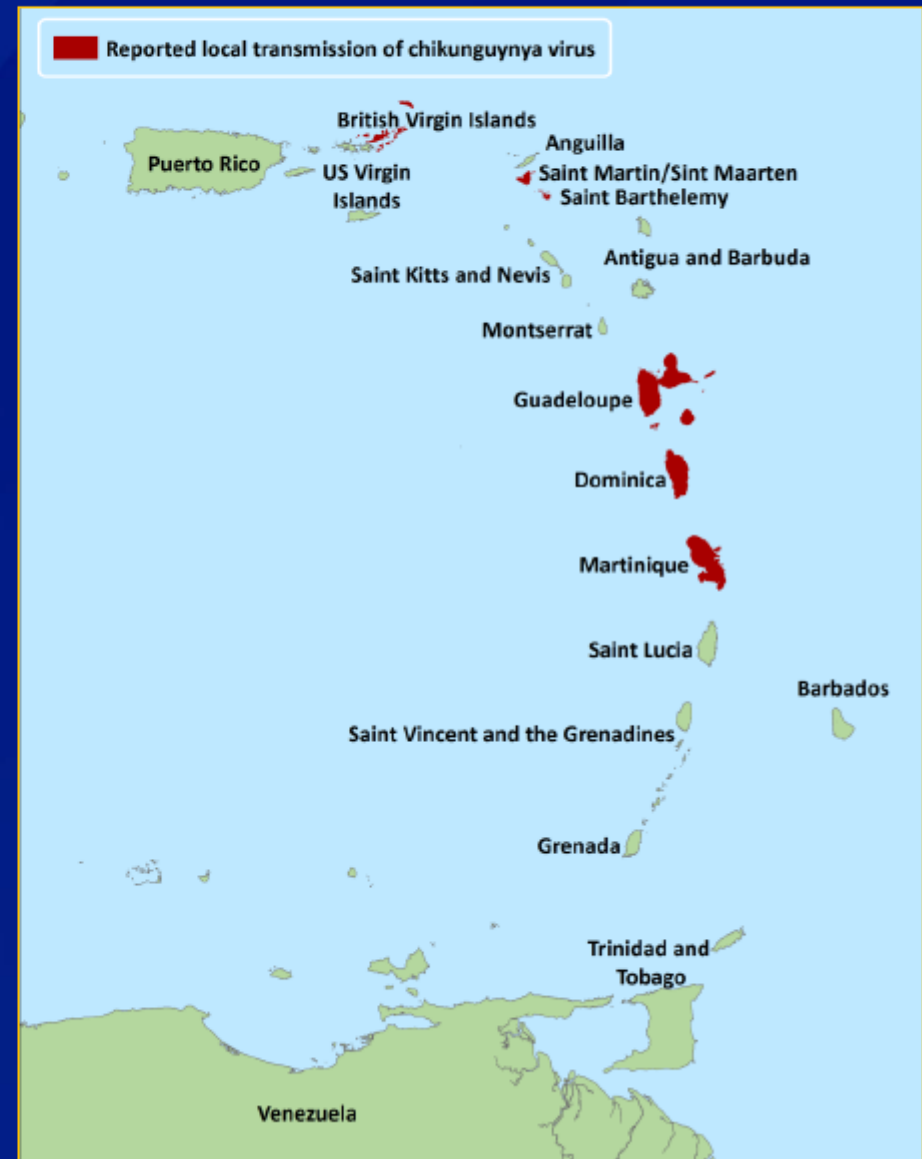 Reported local transmission of chikunguynya virus
British Virgin Islands
Anguilla
Puerto Rico
US Virgin
Islands
Saint Martin/Sint Maarten
Saint Barthelemy
Antigua and Barbuda
Saint Kitts and Nevis
Montserrat
Guadeloupe
Dominica
Martinique
Saint Lucia
Barbados
Saint Vincent and the Grenadines
Grenada
Trinidad and
Tobago
Venezuela